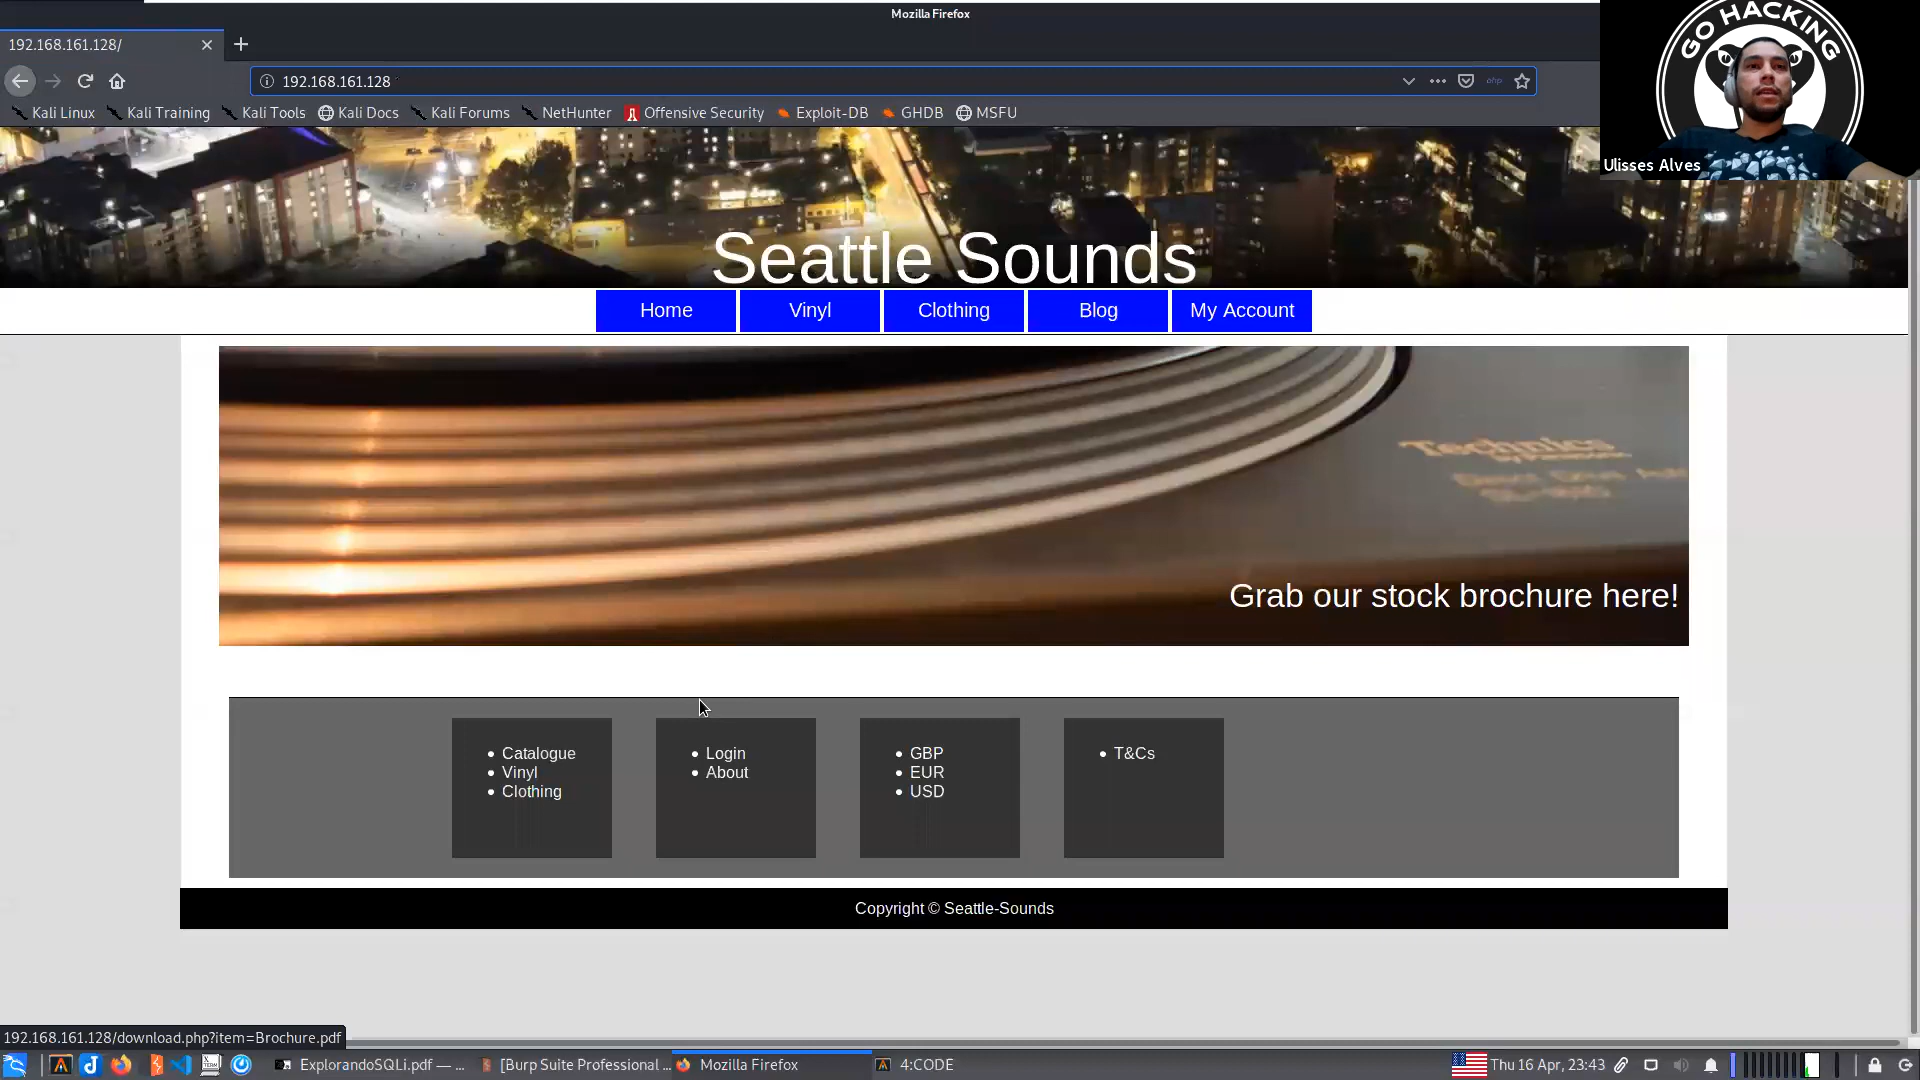 Mozilla Firefox
192.168.161.128/
192.168.161.128
php
Kali Linux
Kali Training
Kali Tools
Kali Docs
Kali Forums
NetHunter
Offensive Security
Exploit-DB
GHDB
MSFU
GO HACKING
Ulisses Alves
Seattle Sounds
Home
Vinyl
Clothing
Blog
My Account
Technics
Grab our stock brochure here!
Catalogue
Vinyl
Clothing
Login
About
GBP
EUR
USD
T&Cs
Copyright © Seattle-Sounds
192.168.161.128/download.php?item=Brochure.pdf
ExplorandoSQLi.pdf — ...
[Burp Suite Professional ...
Mozilla Firefox
4:CODE
Thu 16 Apr, 23:43